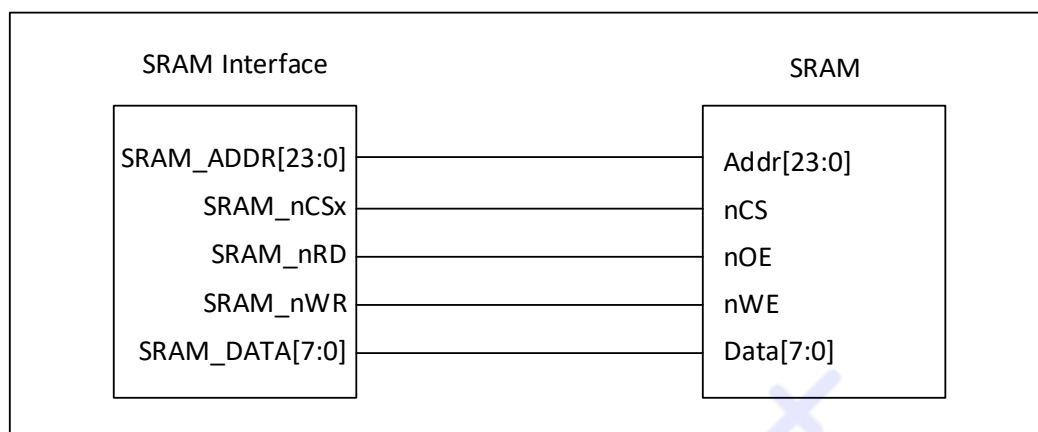 SRAM Interface
SRAM
SRAM_ADDR[23:0]
Addr[23:0]
SRAM_nCSx
nCS
SRAM_nRD
nOE
SRAM_nWR
nWE
SRAM_DATA[7:0]
Data[7:0]